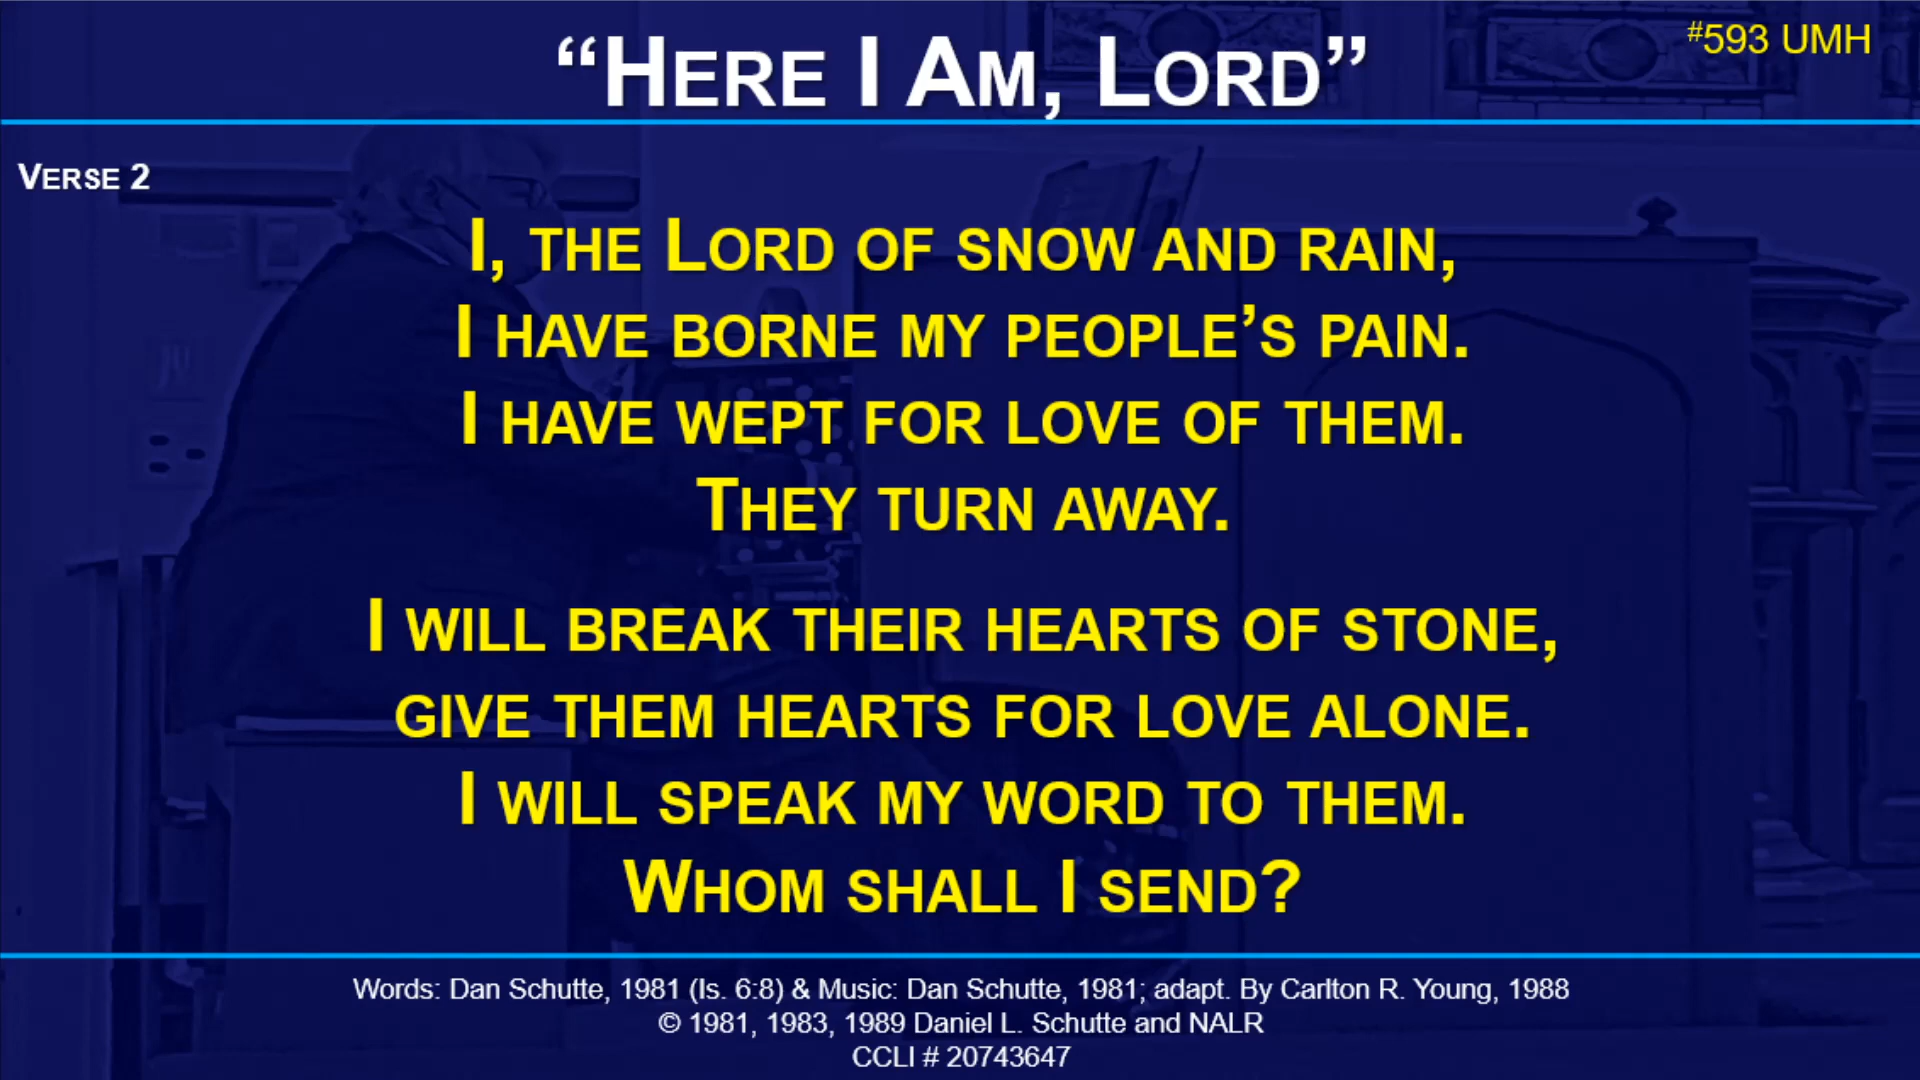 “Here I Am, Lord”
#593 UMH
Verse 2
I, the Lord of snow and rain,
I have borne my people’s pain.
I have wept for love of them.
They turn away.
I will break their hearts of stone,
give them hearts for love alone.
I will speak my word to them.
Whom shall I send?
Words: Dan Schutte, 1981 (Is. 6:8) & Music: Dan Schutte, 1981; adapt. By Carlton R. Young, 1988
© 1981, 1983, 1989 Daniel L. Schutte and NALR
CCLI # 20743647